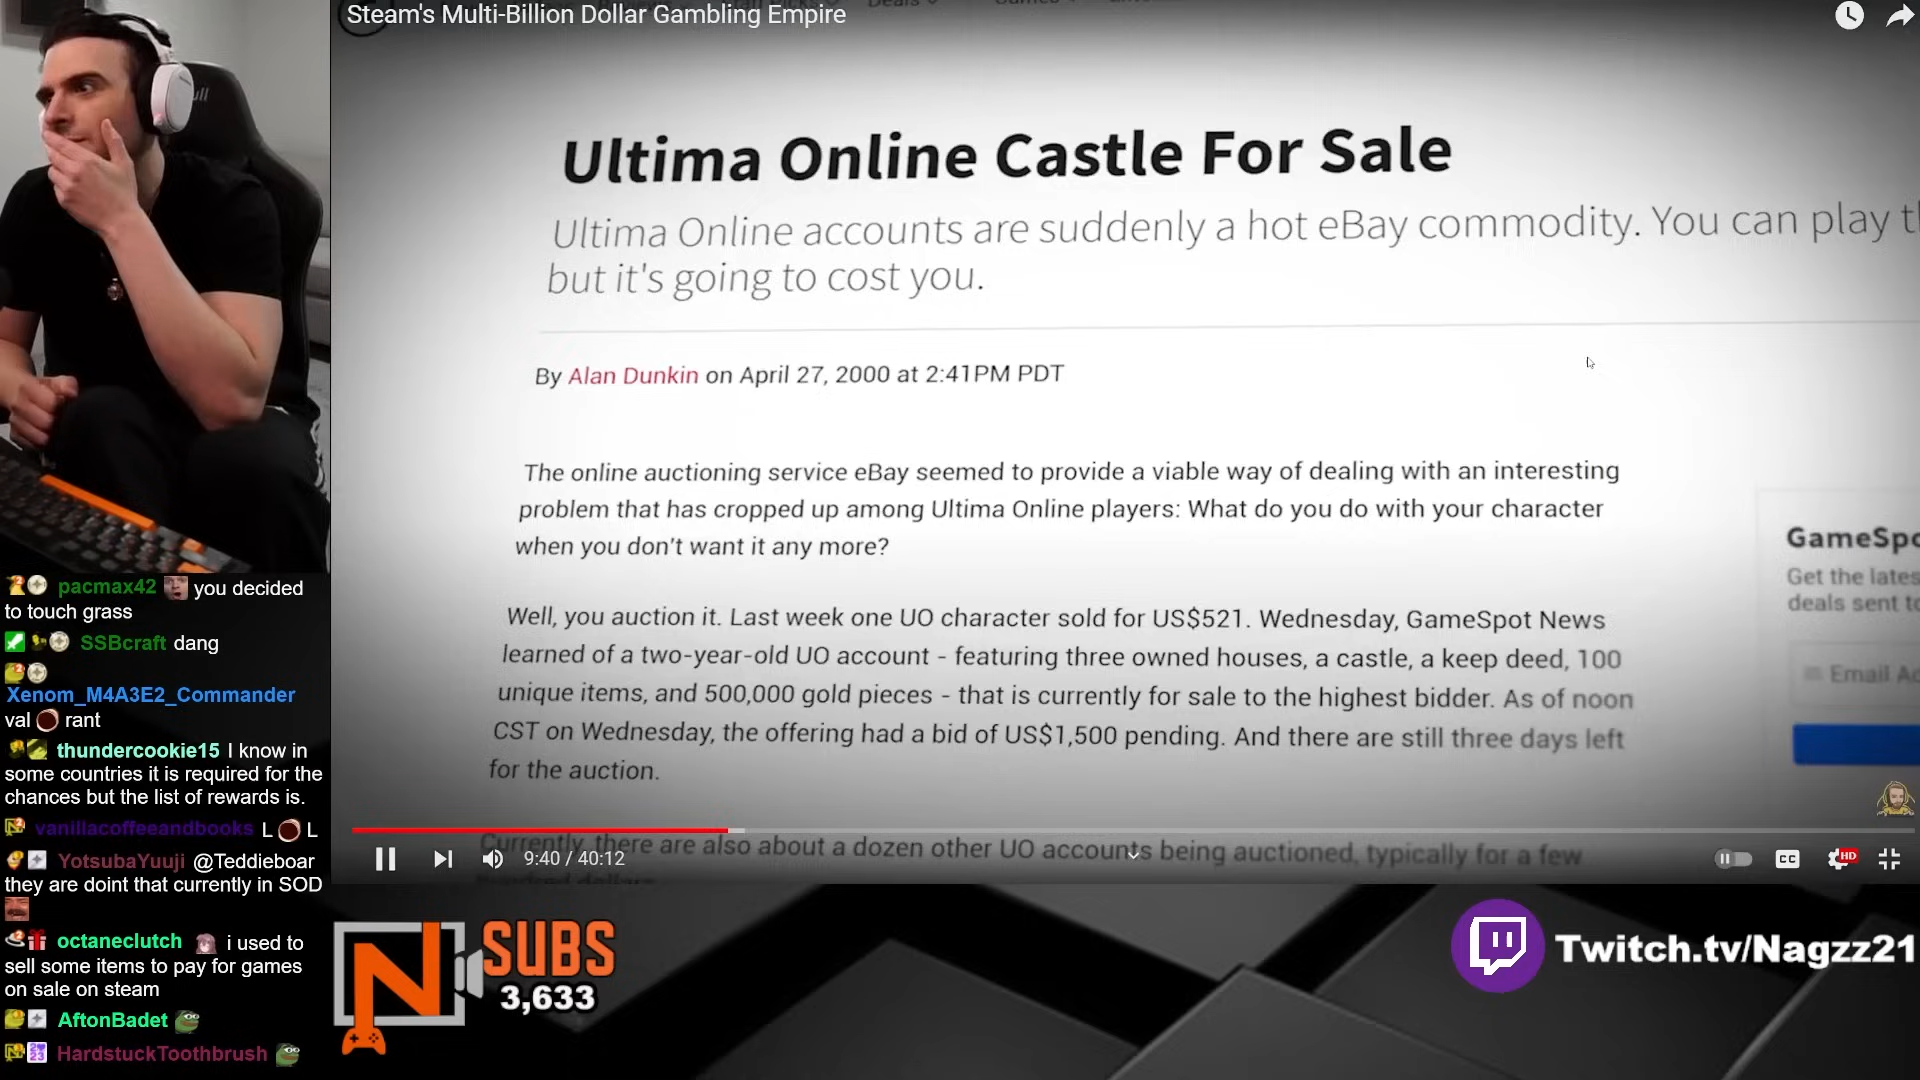 Steam's Multi-Billion Dollar Gambling Empire
Ultima Online Castle For Sale
Ultima Online accounts are suddenly a hot eBay commodity. You can play
but it's going to cost you.
By Alan Dunkin on April 27, 2000 at 2:41PM PDT
The online auctioning service eBay seemed to provide a viable way of dealing with an interesting
problem that has cropped up among Ultima Online players: What do you do with your character
when you don't want it any more?
Well, you auction it. Last week one UO character sold for US$521. Wednesday, GameSpot News
learned of a two-year-old UO account - featuring three owned houses, a castle, a keep deed, 100
unique items, and 500,000 gold pieces - that is currently for sale to the highest bidder. As of noon
CST on Wednesday, the offering had a bid of US$1,500 pending. And there are still three days left
for the auction.
Currently, there are also about a dozen other UO accounts being auctioned, typically for a few
GameSpo
Get the lates
deals sent to
Email Ad
9:40 / 40:12
CC
HD
pacmax42 you decided
to touch grass
SSBcraft dang
Xenom_M4A3E2_Commander
val rant
thundercookie15 I know in
some countries it is required for the
chances but the list of rewards is.
vanillacoffeeandbooks L L
YotsubaYuuji @Teddieboar
they are doint that currently in SOD
octaneclutch i used to
sell some items to pay for games
on sale on steam
AftonBadet
HardstuckToothbrush
N
SUBS
3,633
Twitch.tv/Nagzz21